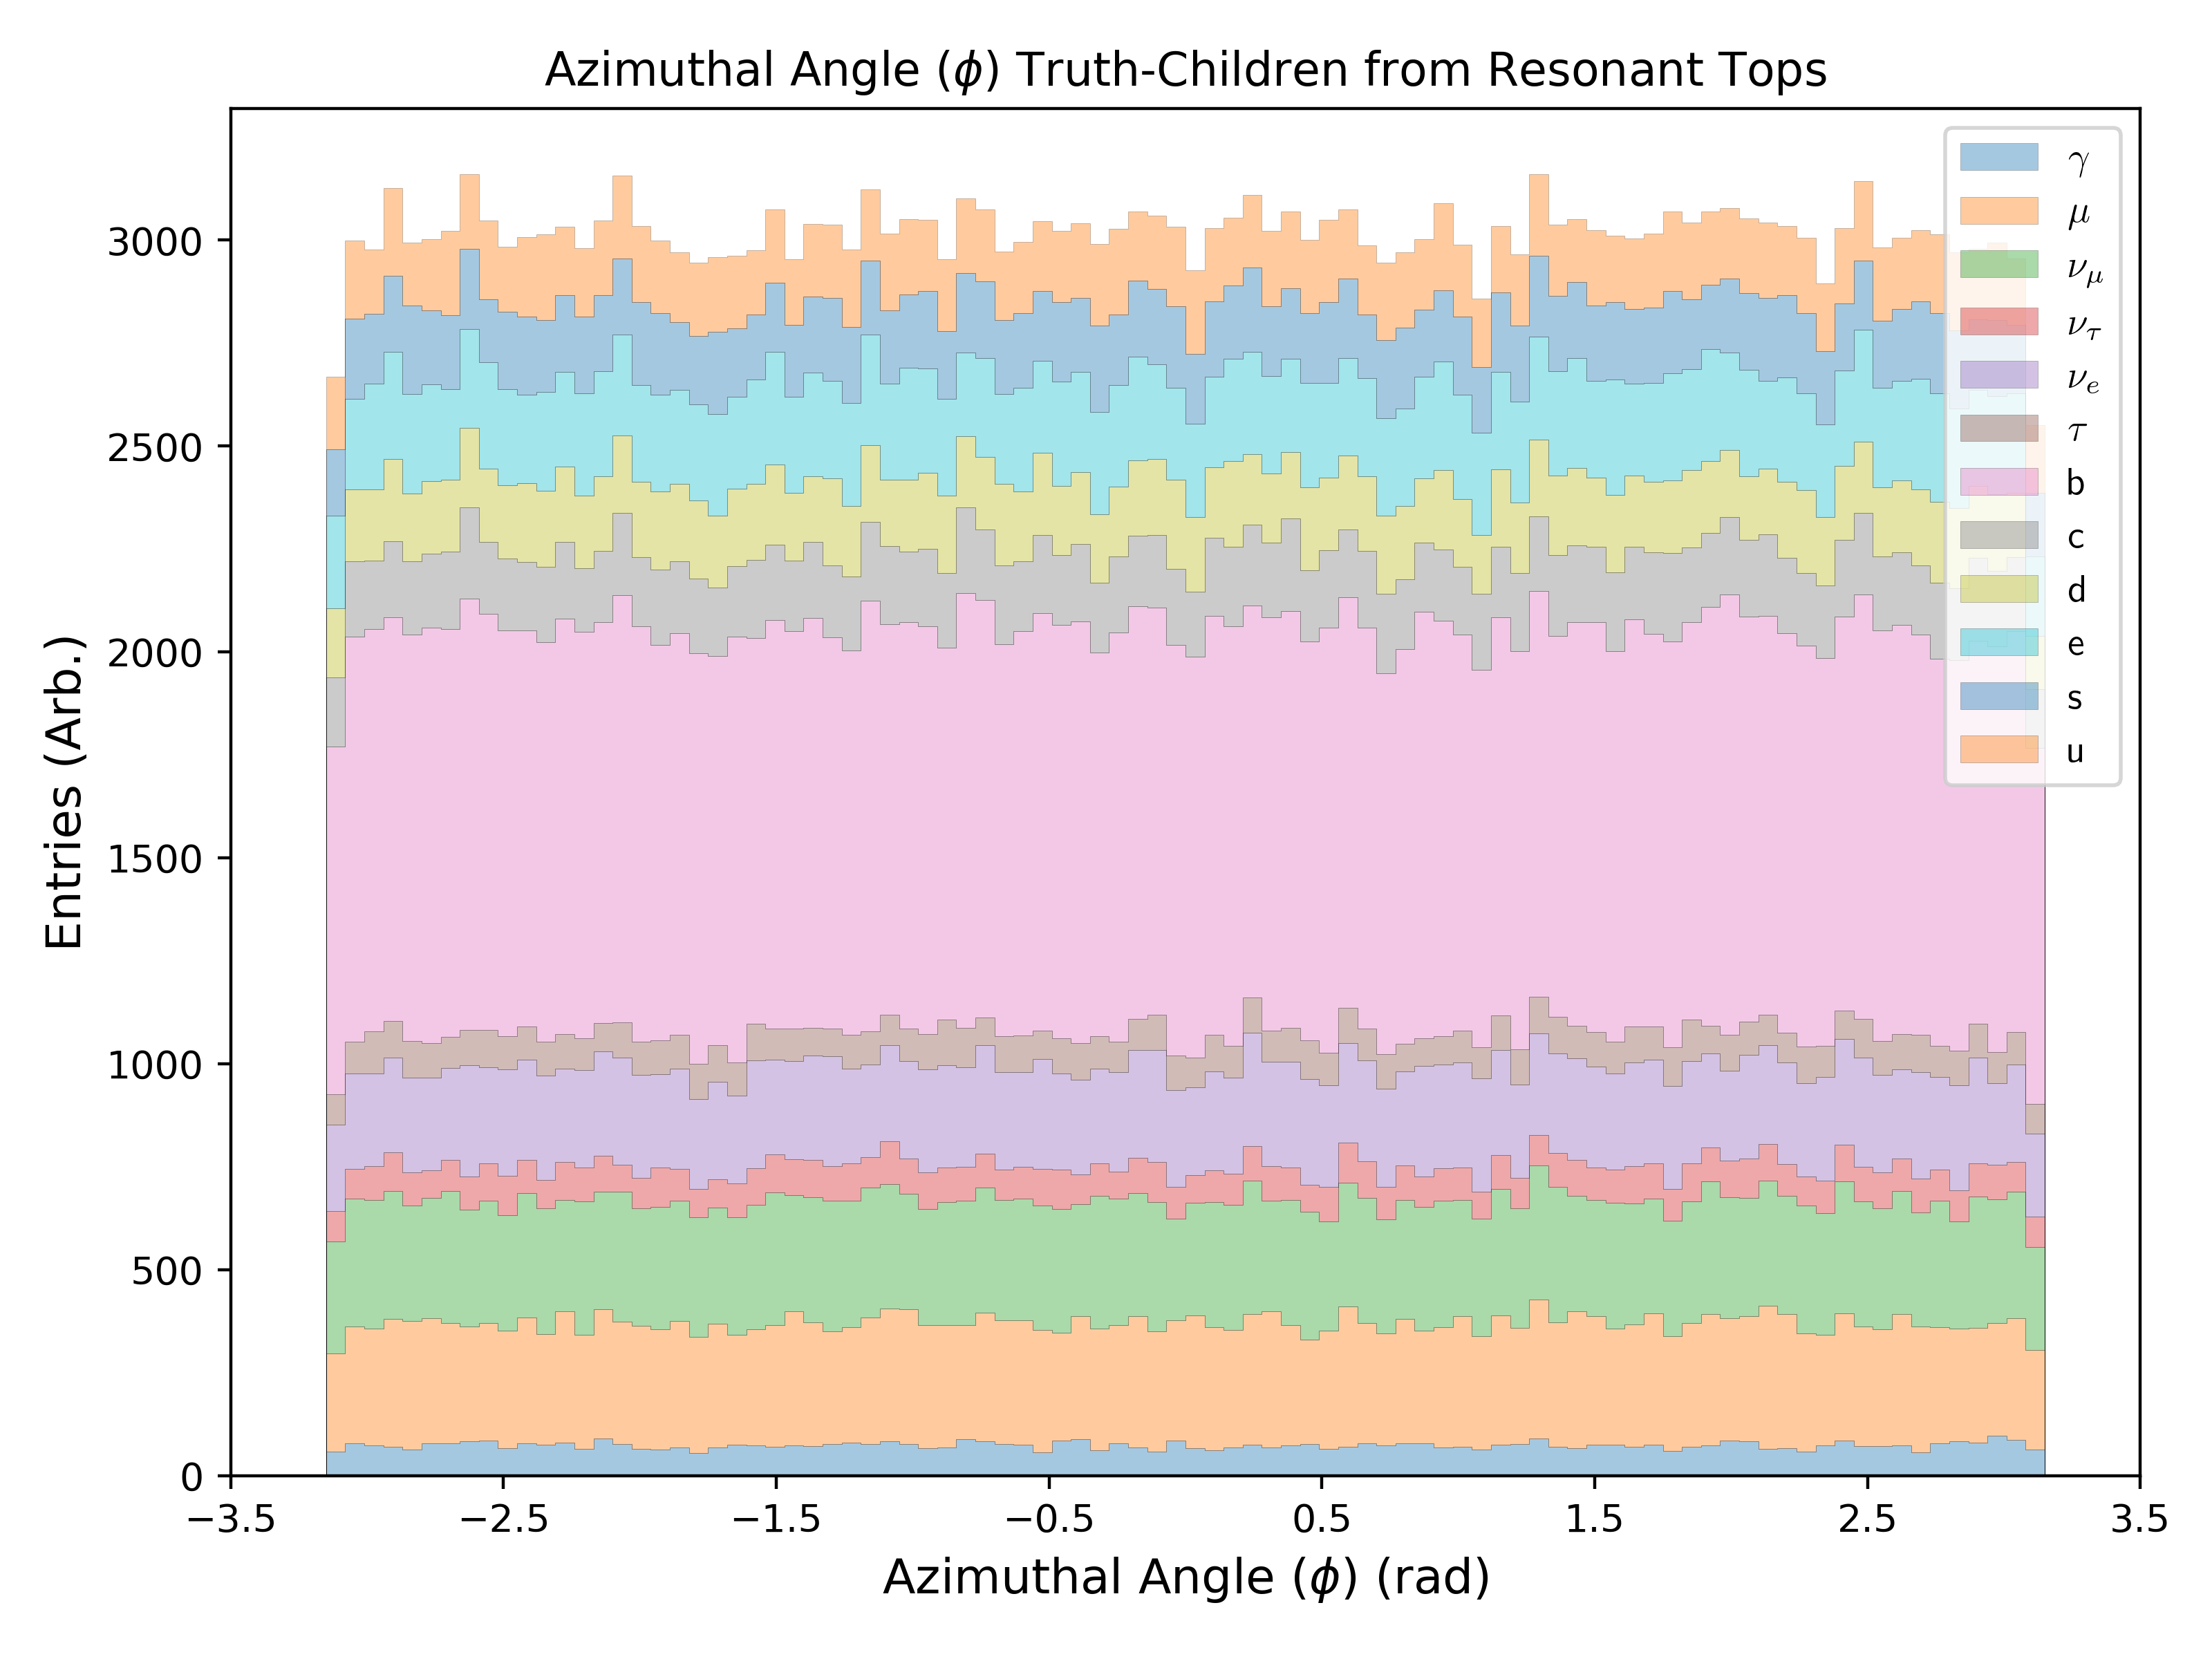 Azimuthal Angle (ϕ) Truth-Children from Resonant Tops
Entries (Arb.)
3000
2500
2000
1500
1000
500
0
−3.5 −2.5 −1.5 −0.5 0.5 1.5 2.5 3.5
Azimuthal Angle (ϕ) (rad)
γ
μ
ν_μ
ν_τ
ν_e
τ
b
c
d
e
s
u